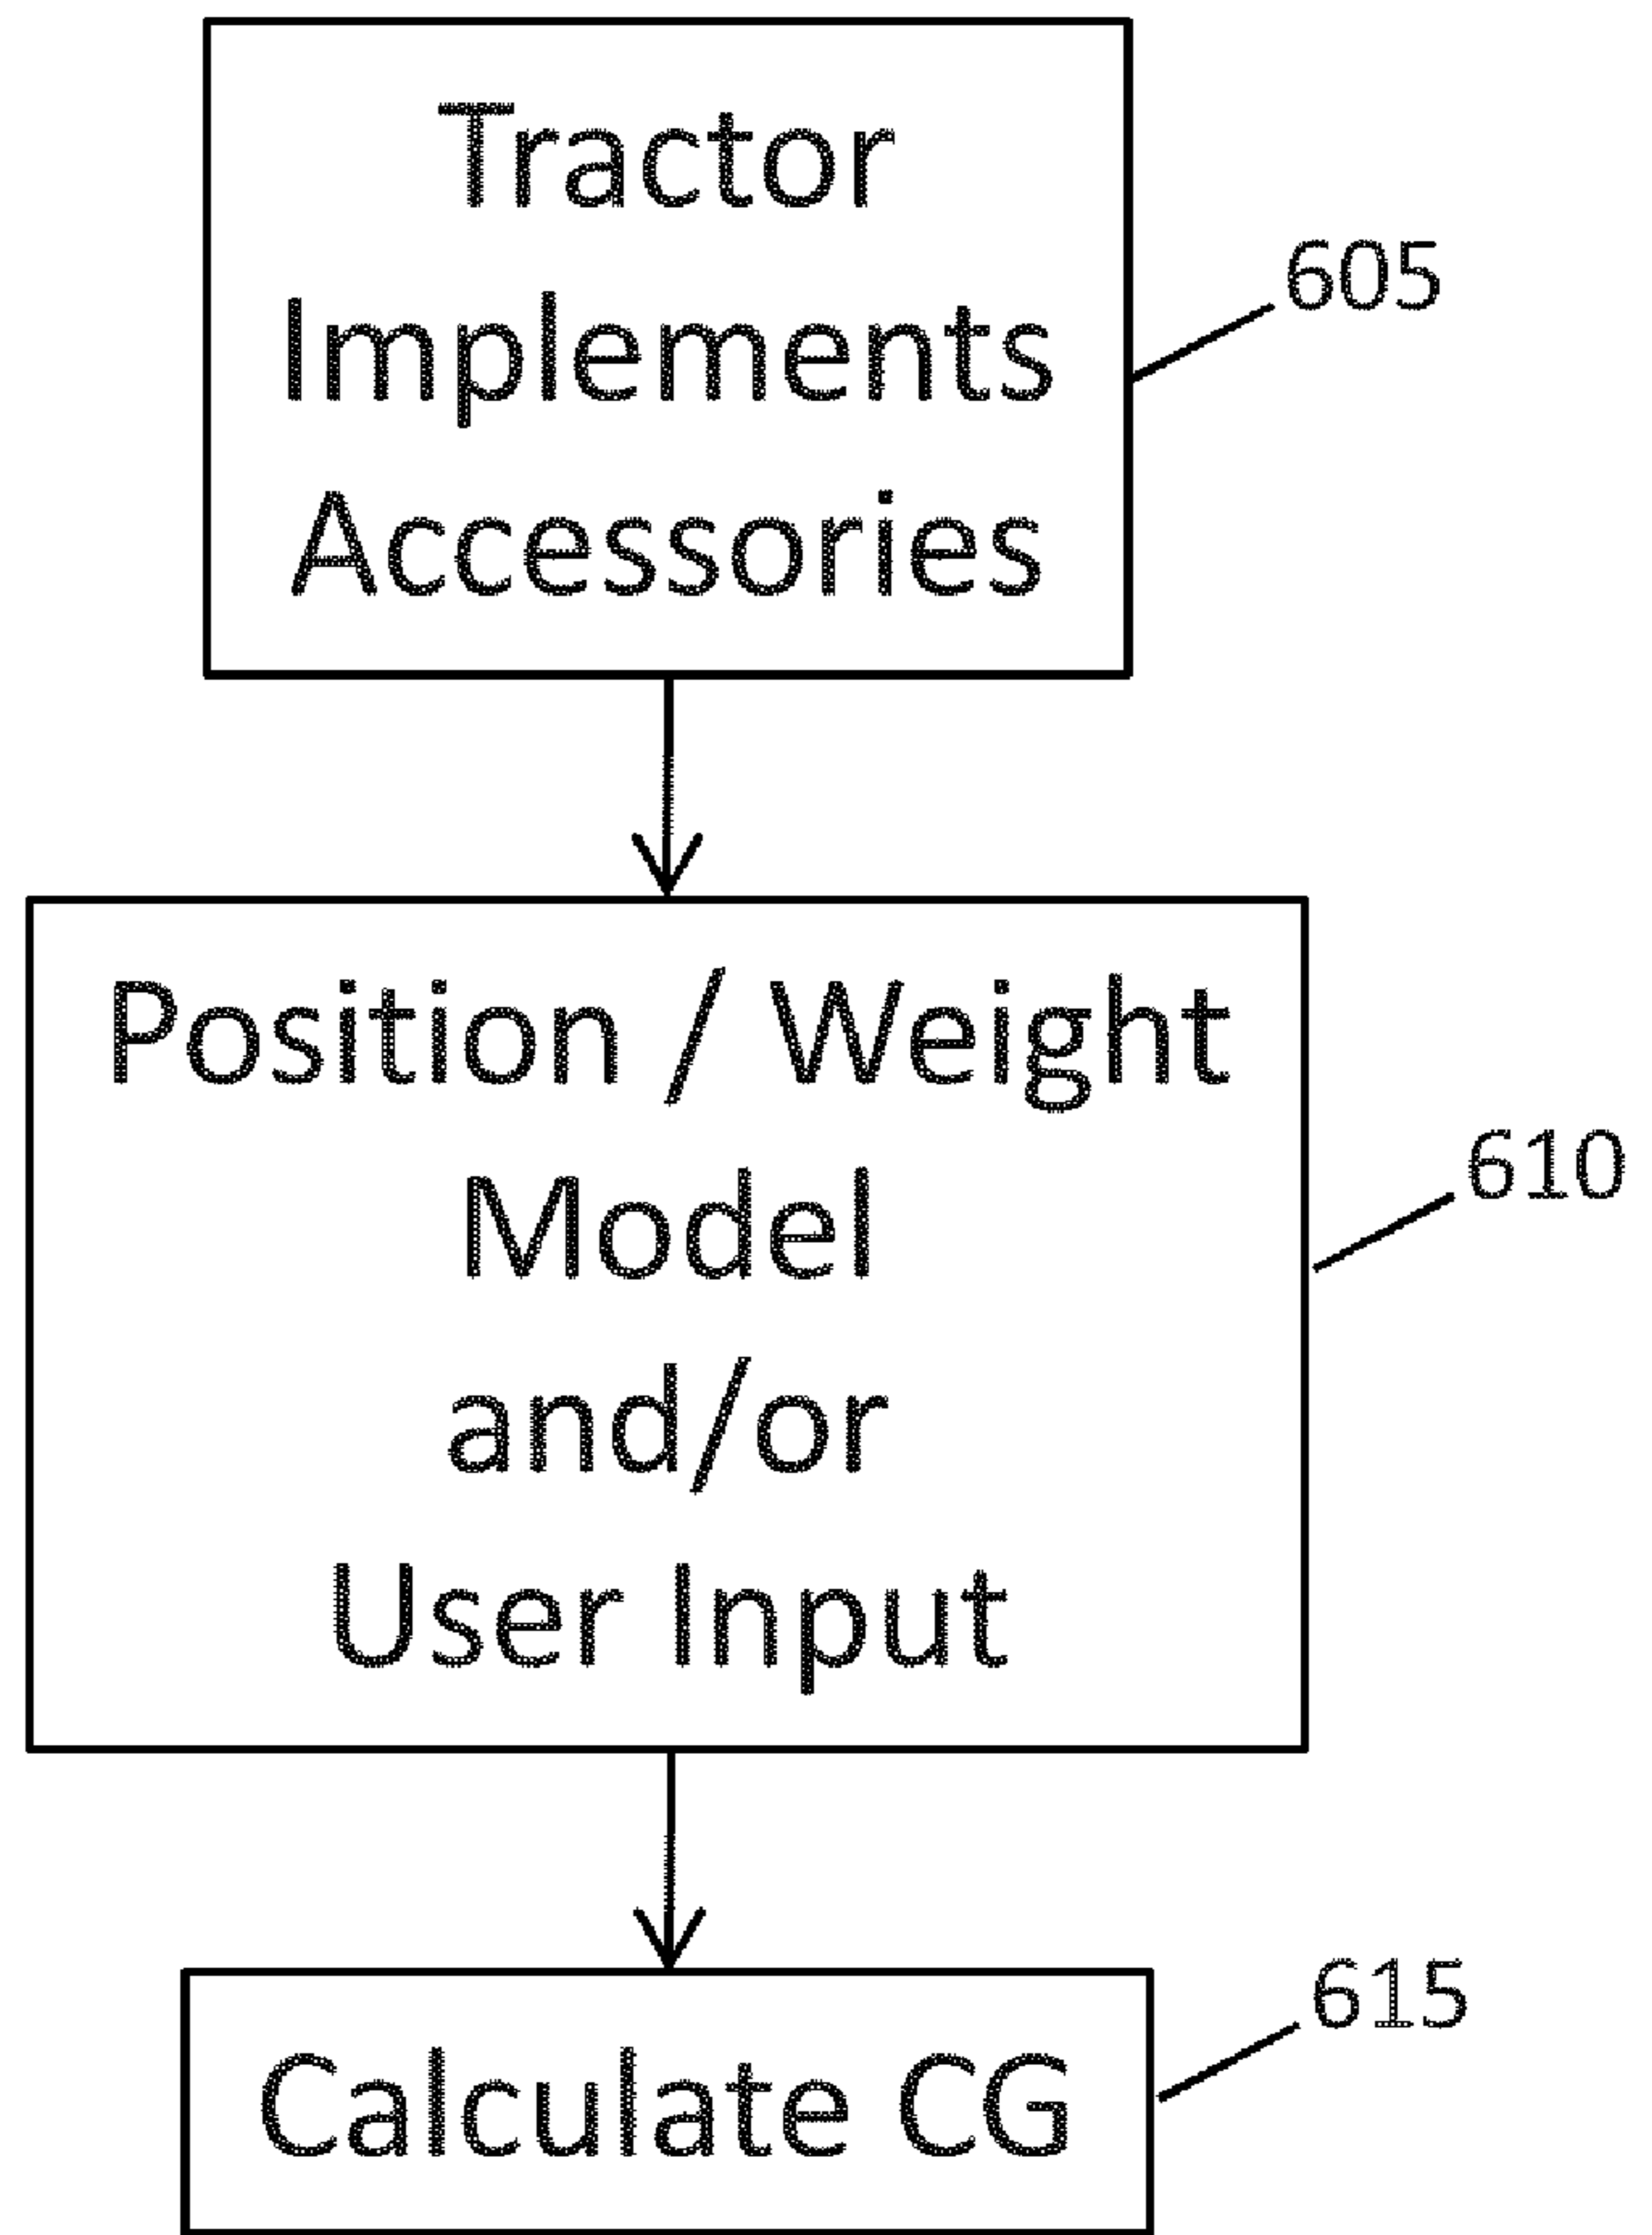 Tractor
Implements
Accessories
605
Position / Weight
Model
and/or
User Input
610
Calculate CG
615